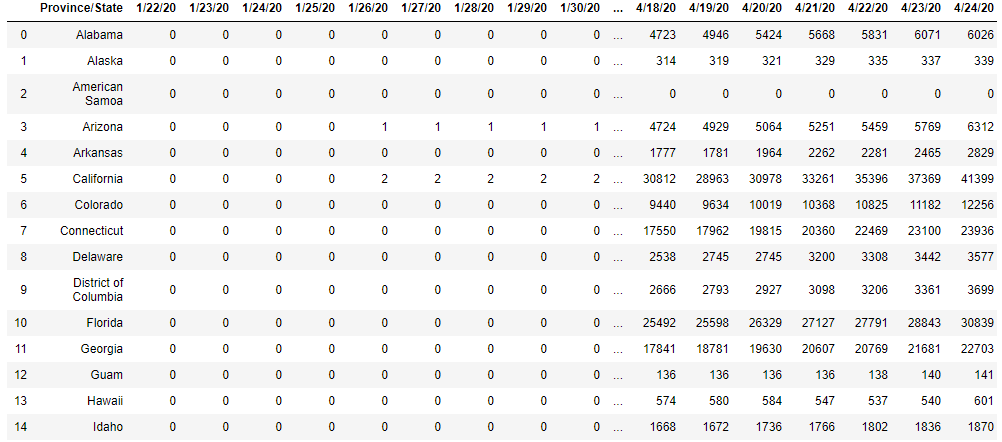 Province/State 1/22/20 1/23/20 1/24/20 1/25/20 1/26/20 1/27/20 1/28/20 1/29/20 1/30/20 ... 4/18/20 4/19/20 4/20/20 4/21/20 4/22/20 4/23/20 4/24/20
0 Alabama 0 0 0 0 0 0 0 0 0 ... 4723 4946 5424 5668 5831 6071 6026
1 Alaska 0 0 0 0 0 0 0 0 0 ... 314 319 321 329 335 337 339
2 American Samoa 0 0 0 0 0 0 0 0 0 ... 0 0 0 0 0 0 0
3 Arizona 0 0 0 0 1 1 1 1 1 ... 4724 4929 5064 5251 5459 5769 6312
4 Arkansas 0 0 0 0 0 0 0 0 0 ... 1777 1781 1964 2262 2281 2465 2829
5 California 0 0 0 0 2 2 2 2 2 ... 30812 28963 30978 33261 35396 37369 41399
6 Colorado 0 0 0 0 0 0 0 0 0 ... 9440 9634 10019 10368 10825 11182 12256
7 Connecticut 0 0 0 0 0 0 0 0 0 ... 17550 17962 19815 20360 22469 23100 23936
8 Delaware 0 0 0 0 0 0 0 0 0 ... 2538 2745 2745 3200 3308 3442 3577
9 District of Columbia 0 0 0 0 0 0 0 0 0 ... 2666 2793 2927 3098 3206 3361 3699
10 Florida 0 0 0 0 0 0 0 0 0 ... 25492 25598 26329 27127 27791 28843 30839
11 Georgia 0 0 0 0 0 0 0 0 0 ... 17841 18781 19630 20607 20769 21681 22703
12 Guam 0 0 0 0 0 0 0 0 0 ... 136 136 136 136 138 140 141
13 Hawaii 0 0 0 0 0 0 0 0 0 ... 574 580 584 547 537 540 601
14 Idaho 0 0 0 0 0 0 0 0 0 ... 1668 1672 1736 1766 1802 1836 1870